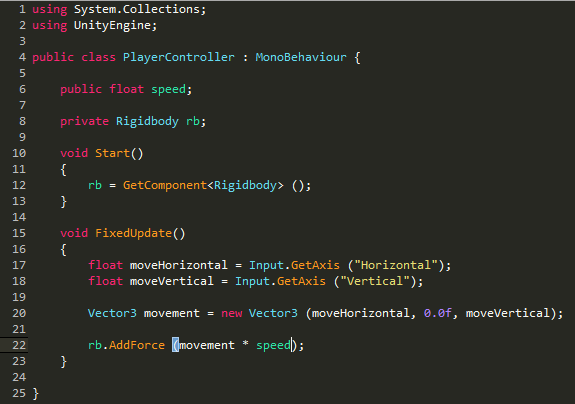 1 using System.Collections;
2 using UnityEngine;
3
4 public class PlayerController : MonoBehaviour {
5
6     public float speed;
7
8     private Rigidbody rb;
9
10     void Start()
11     {
12         rb = GetComponent<Rigidbody> ();
13     }
14
15     void FixedUpdate()
16     {
17         float moveHorizontal = Input.GetAxis ("Horizontal");
18         float moveVertical = Input.GetAxis ("Vertical");
19
20         Vector3 movement = new Vector3 (moveHorizontal, 0.0f, moveVertical);
21
22         rb.AddForce (movement * speed);
23     }
24
25 }